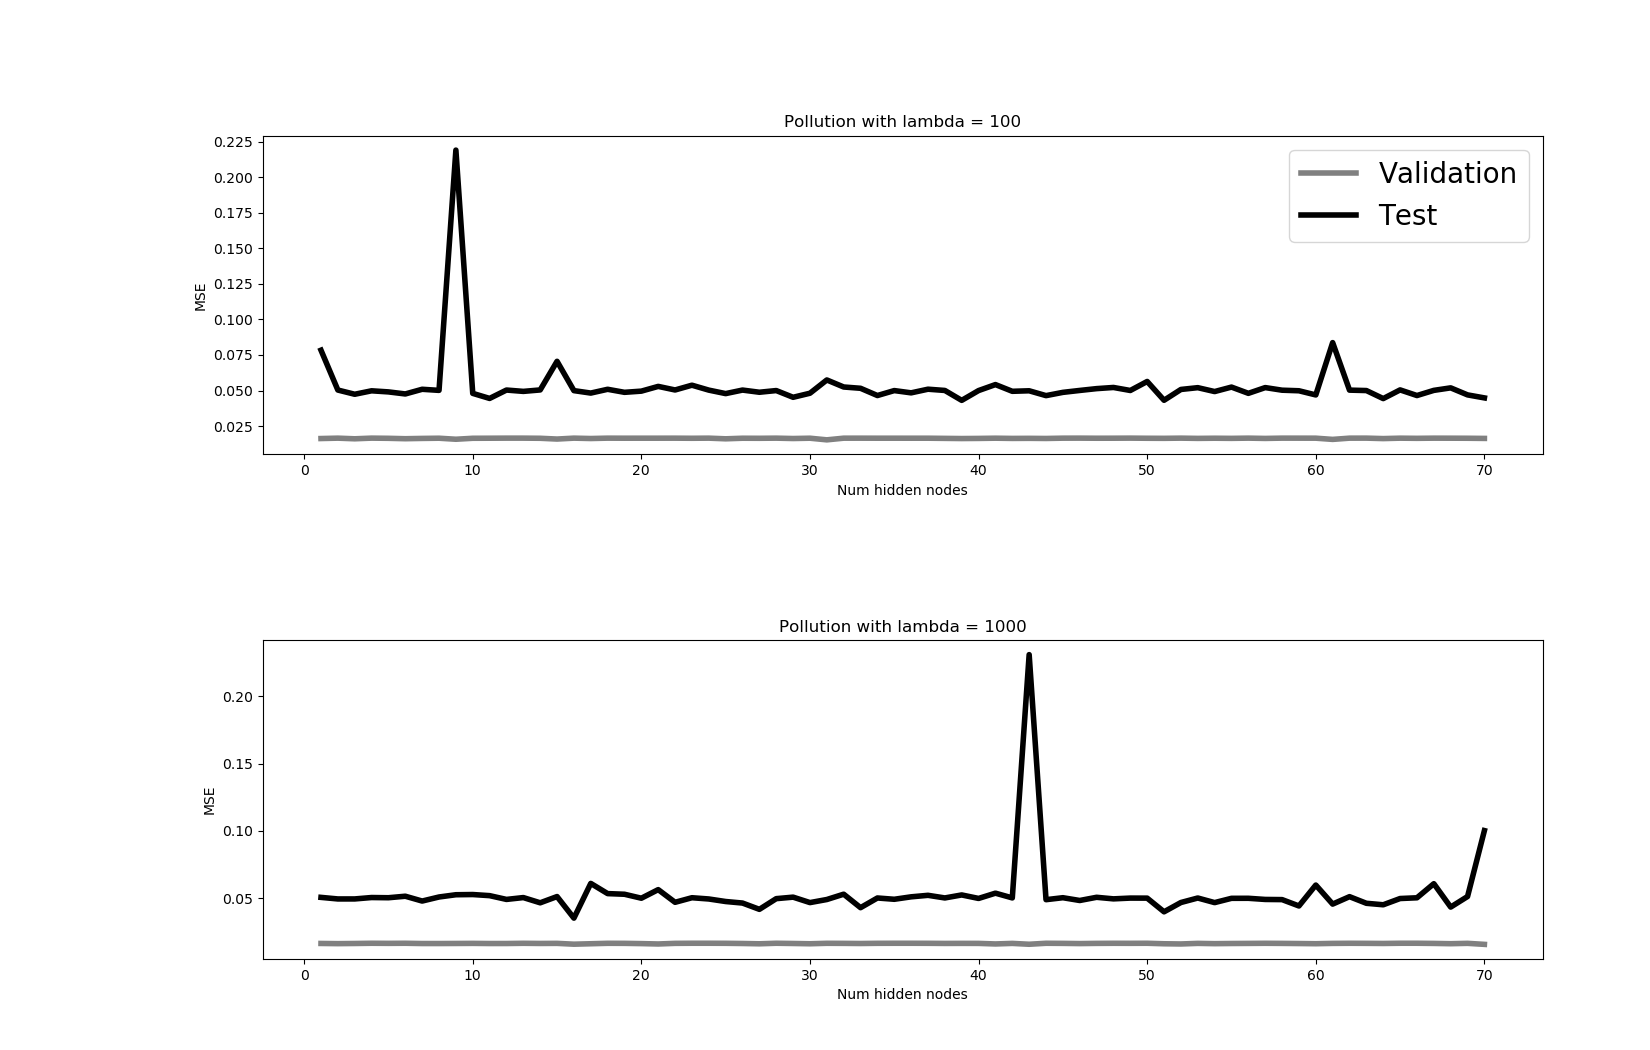 Pollution with lambda = 100
0.225
0.200
0.175
0.150
0.125
0.100
0.075
0.050
0.025
MSE
Validation
Test
0 10 20 30 40 50 60 70
Num hidden nodes
Pollution with lambda = 1000
0.20
0.15
0.10
0.05
MSE
0 10 20 30 40 50 60 70
Num hidden nodes